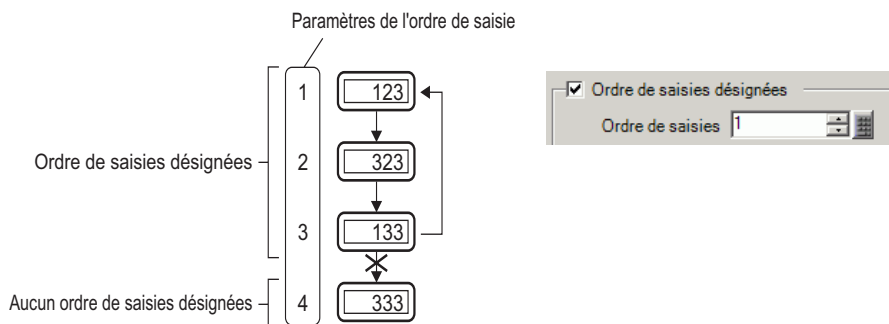 Paramètres de l'ordre de saisie
1 123
Ordre de saisies désignées
Ordre de saisies 1
Ordre de saisies désignées 2 323
3 133
Aucun ordre de saisies désignées 4 333